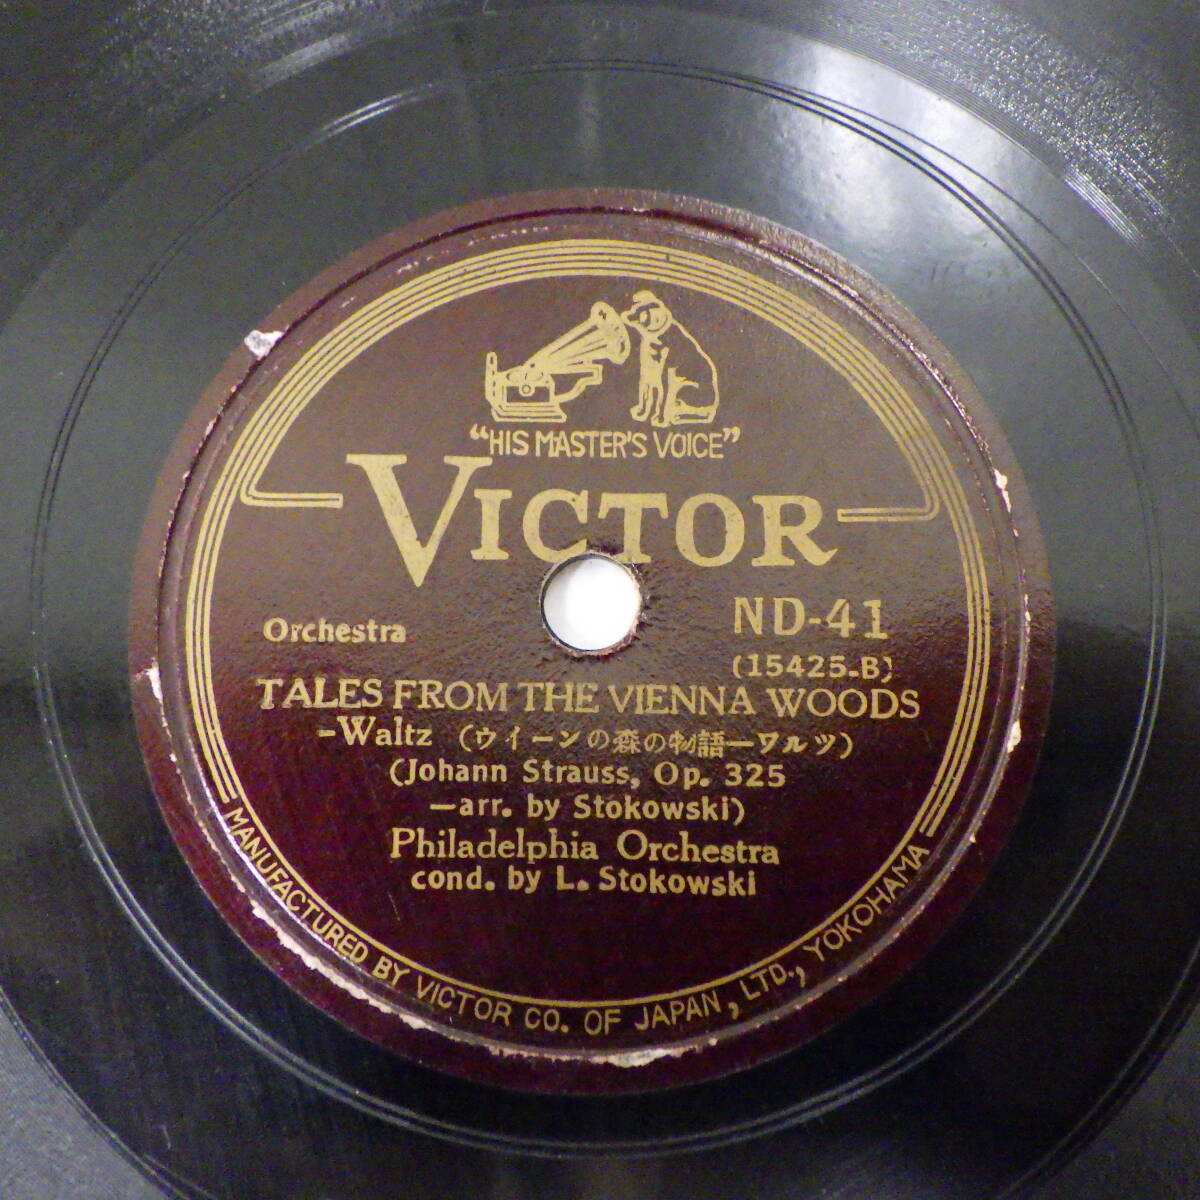 “HIS MASTER'S VOICE”
VICTOR
Orchestra
ND-41
(15425-B)
TALES FROM THE VIENNA WOODS
-Waltz (ウイーンの森の物語—ワルツ)
(Johann Strauss, Op. 325
—arr. by Stokowski)
Philadelphia Orchestra
cond. by L. Stokowski
MANUFACTURED BY VICTOR CO. OF JAPAN, LTD., YOKOHAMA